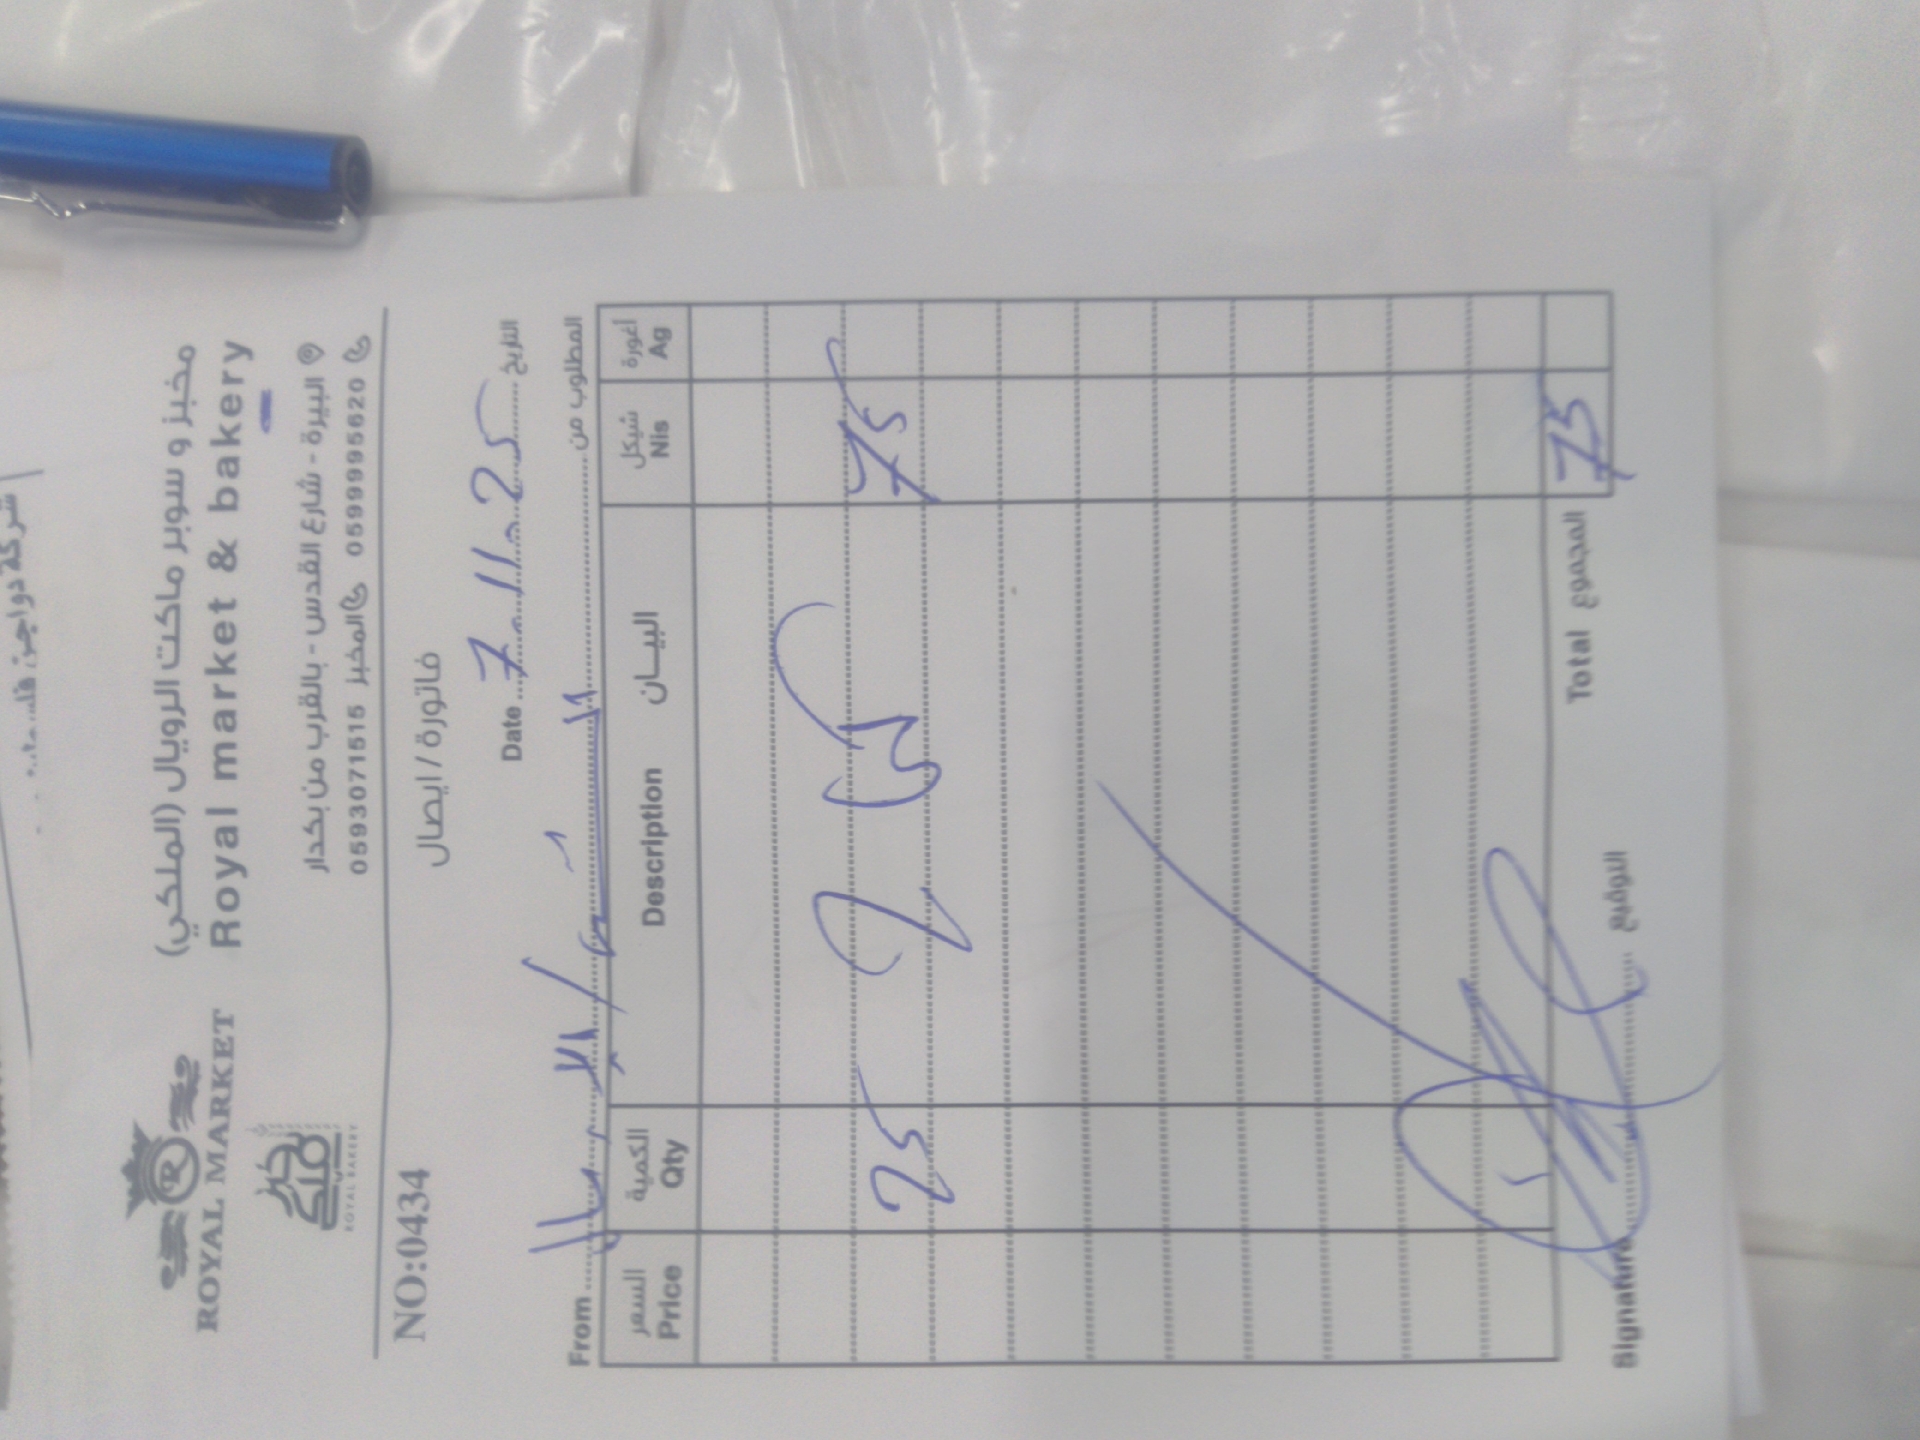 شركة دواجن فلسطين
مخبز و سوبر ماكت الرويال (الملكي)
Royal market & bakery
ROYAL MARKET
البيرة - شارع القدس - بالقرب من بكدار
0593071515 المخبز 0599995620
ROYAL BAKERY
NO:0434
فاتورة / ايصال
Date 7.11.25 التاريخ
From المطلوب من
السعر الكمية البيـــان شيكل أغورة
Price Qty Description Nis Ag
25 75
Total المجموع 75
Signature التوقيع